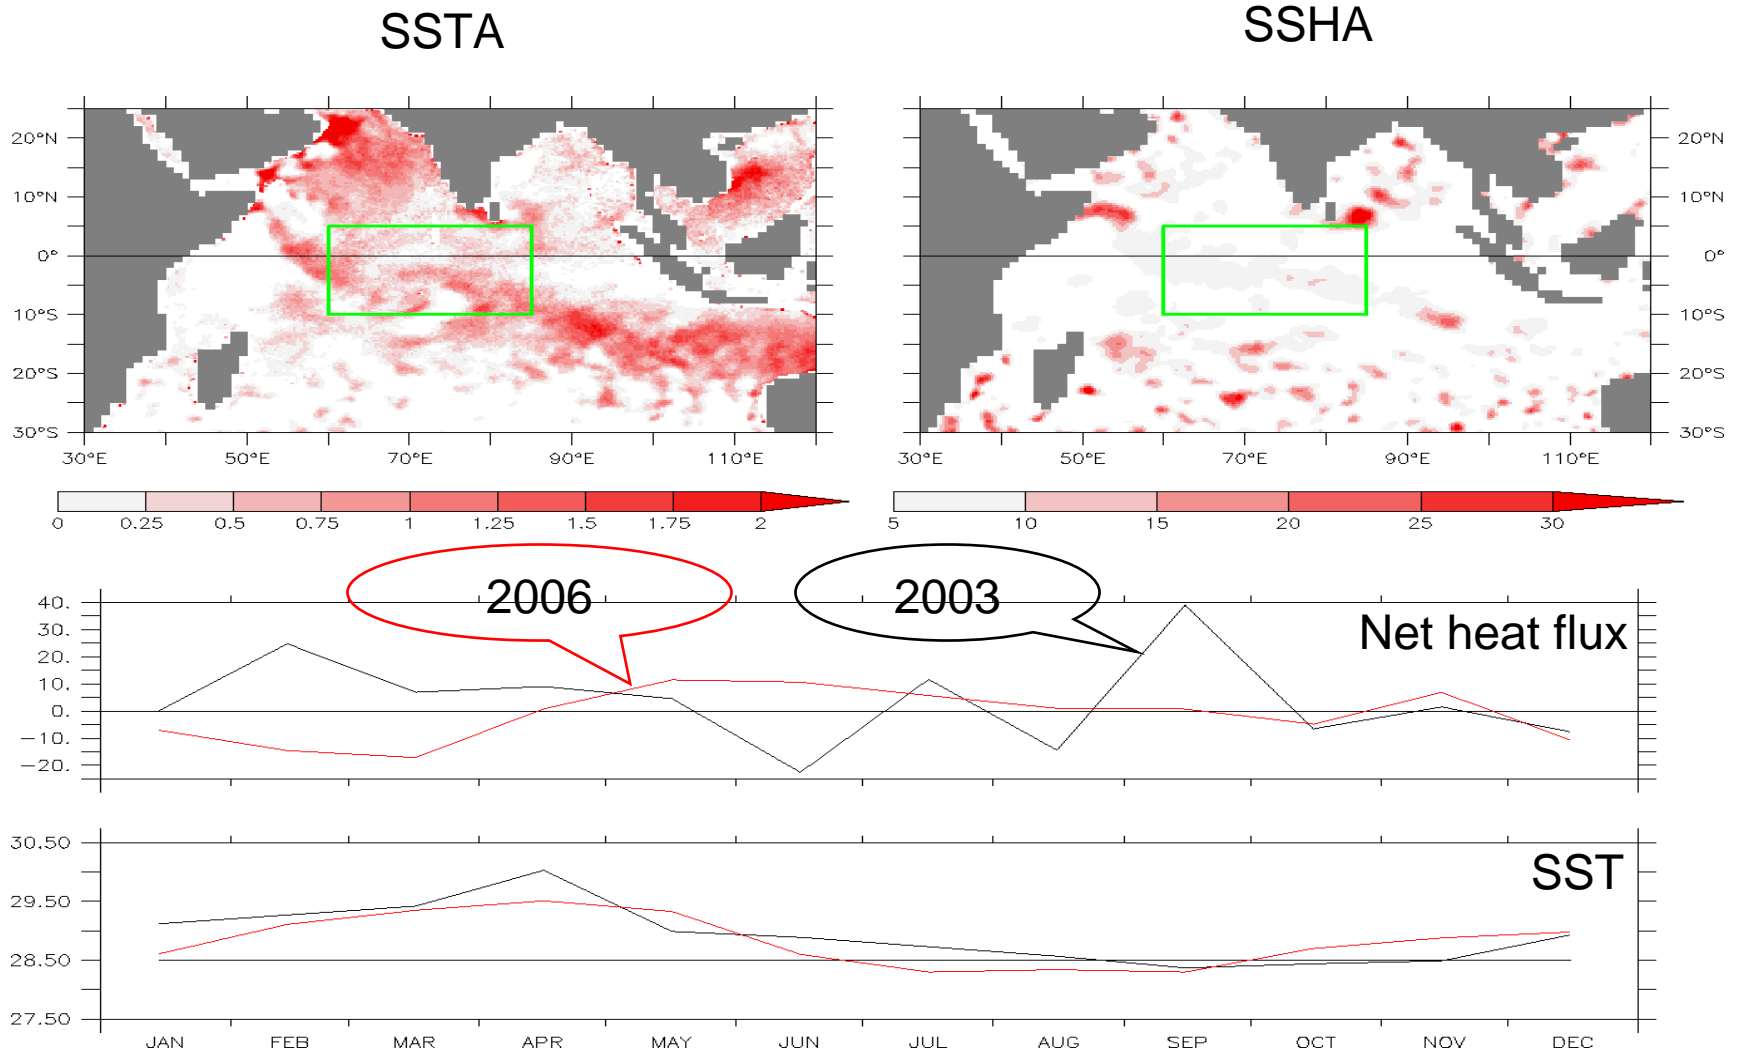 SSTA
SSHA
20°N
10°N
0°
10°S
20°S
30°S
30°E 50°E 70°E 90°E 110°E
20°N
10°N
0°
10°S
20°S
30°S
30°E 50°E 70°E 90°E 110°E
0 0.25 0.5 0.75 1 1.25 1.5 1.75 2
5 10 15 20 25 30
2006
2003
Net heat flux
40.
30.
20.
10.
0.
-10.
-20.
SST
30.50
29.50
28.50
27.50
JAN FEB MAR APR MAY JUN JUL AUG SEP OCT NOV DEC